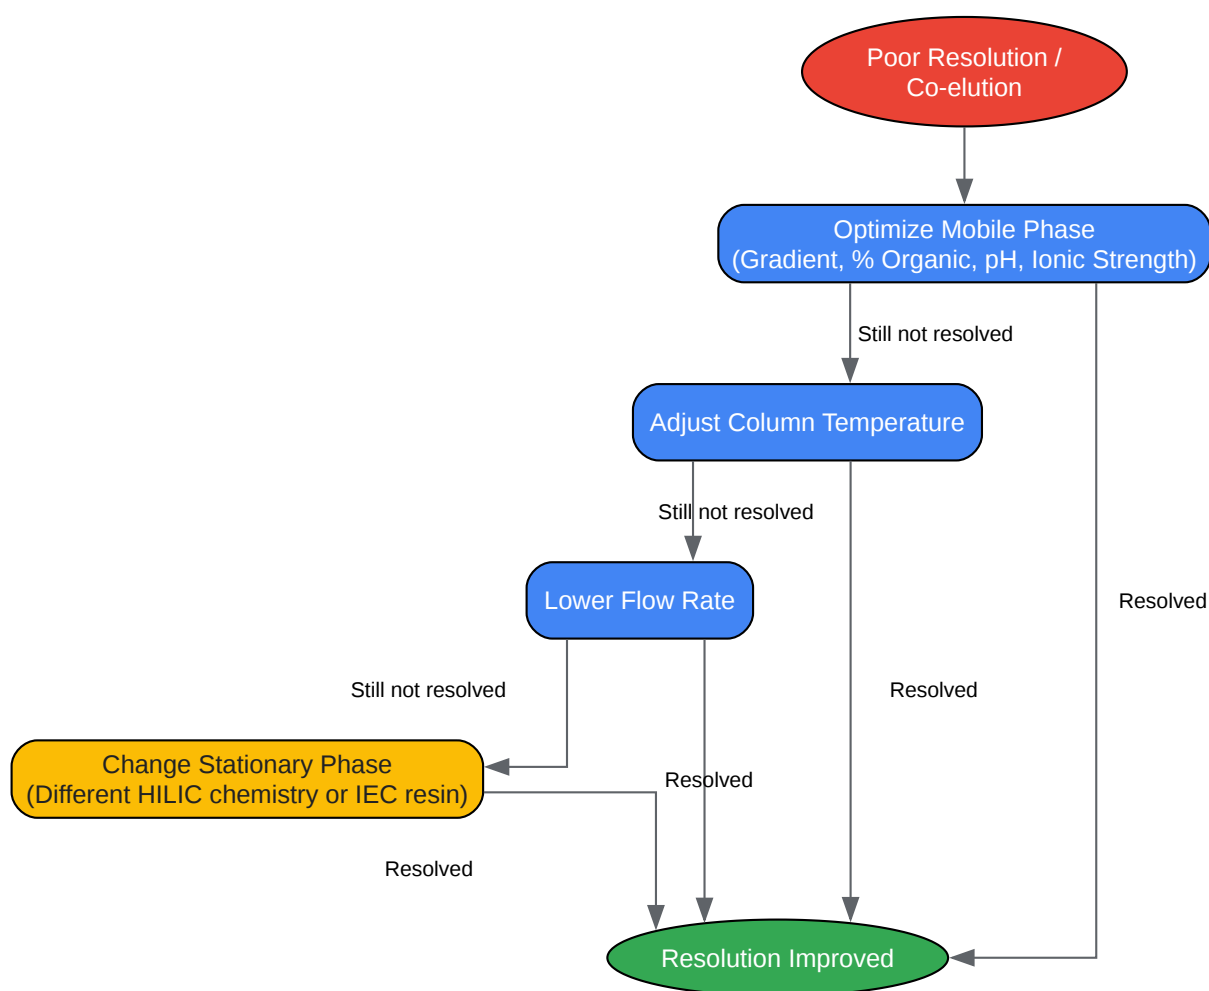 Poor Resolution /
Co-elution
Optimize Mobile Phase
(Gradient, % Organic, pH, Ionic Strength)
Still not resolved
Adjust Column Temperature
Still not resolved
Lower Flow Rate
Resolved
Still not resolved
Resolved
Change Stationary Phase
(Different HILIC chemistry or IEC resin)
Resolved
Resolved
Resolution Improved